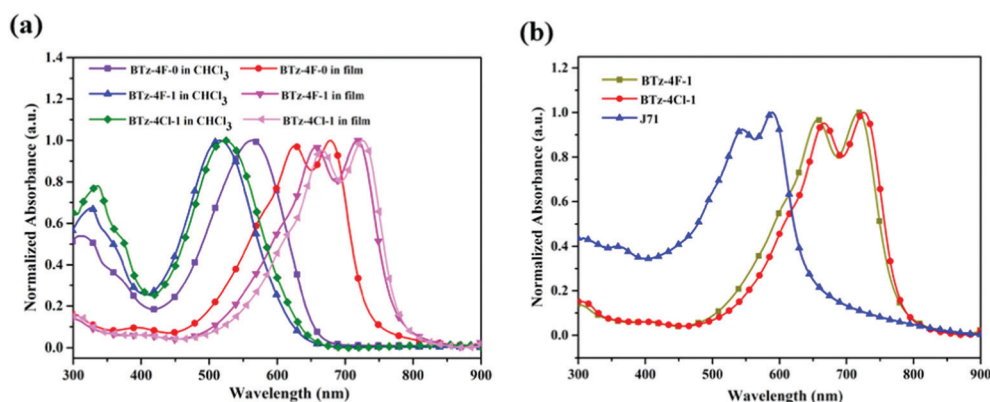 (a)
Normalized Absorbance (a.u.)
1.4
1.2
1.0
0.8
0.6
0.4
0.2
0.0
BTz-4F-0 in CHCl3
BTz-4F-1 in CHCl3
BTz-4Cl-1 in CHCl3
BTz-4F-0 in film
BTz-4F-1 in film
BTz-4Cl-1 in film
300 400 500 600 700 800 900
Wavelength (nm)
(b)
Normalized Absorbance (a.u.)
1.2
1.0
0.8
0.6
0.4
0.2
0.0
BTz-4F-1
BTz-4Cl-1
J71
300 400 500 600 700 800 900
Wavelength (nm)